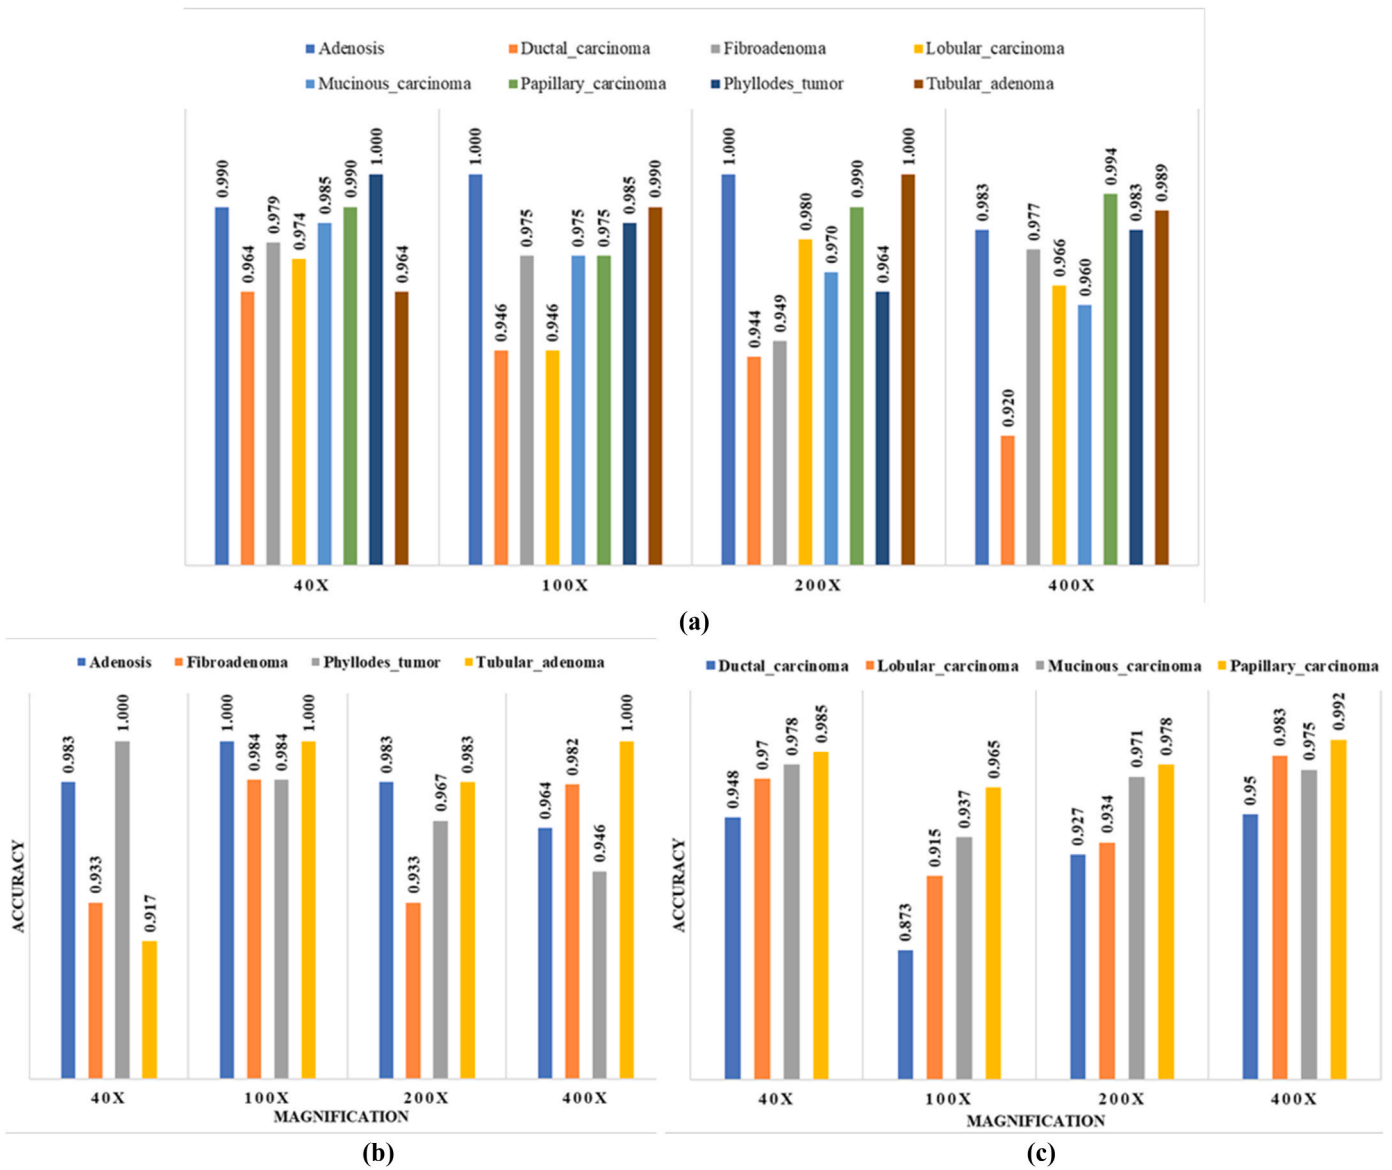 Adenosis Ductal_carcinoma Fibroadenoma Lobular_carcinoma
Mucinous_carcinoma Papillary_carcinoma Phyllodes_tumor Tubular_adenoma
0.990 0.964 0.979 0.974 0.985 0.990 1.000 0.964
1.000 0.946 0.975 0.946 0.975 0.975 0.985 0.990
1.000 0.944 0.949 0.980 0.970 0.990 0.964 1.000
0.983 0.920 0.977 0.966 0.960 0.994 0.983 0.989
40X 100X 200X 400X
(a)
Adenosis Fibroadenoma Phyllodes_tumor Tubular_adenoma
ACCURACY
0.983 0.933 1.000 0.917
1.000 0.984 0.984 1.000
0.983 0.933 0.967 0.983
0.964 0.982 0.946 1.000
40X 100X 200X 400X
MAGNIFICATION
(b)
Ductal_carcinoma Lobular_carcinoma Mucinous_carcinoma Papillary_carcinoma
ACCURACY
0.948 0.97 0.978 0.985
0.873 0.915 0.937 0.965
0.927 0.934 0.971 0.978
0.95 0.983 0.975 0.992
40X 100X 200X 400X
MAGNIFICATION
(c)